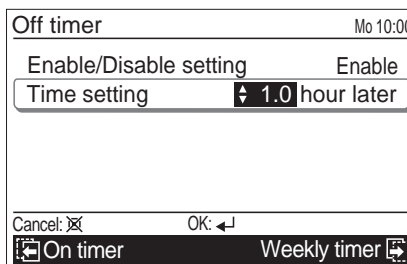 Off timer Mo 10:00
Enable/Disable setting Enable
Time setting 1.0 hour later
Cancel: OK:
On timer Weekly timer